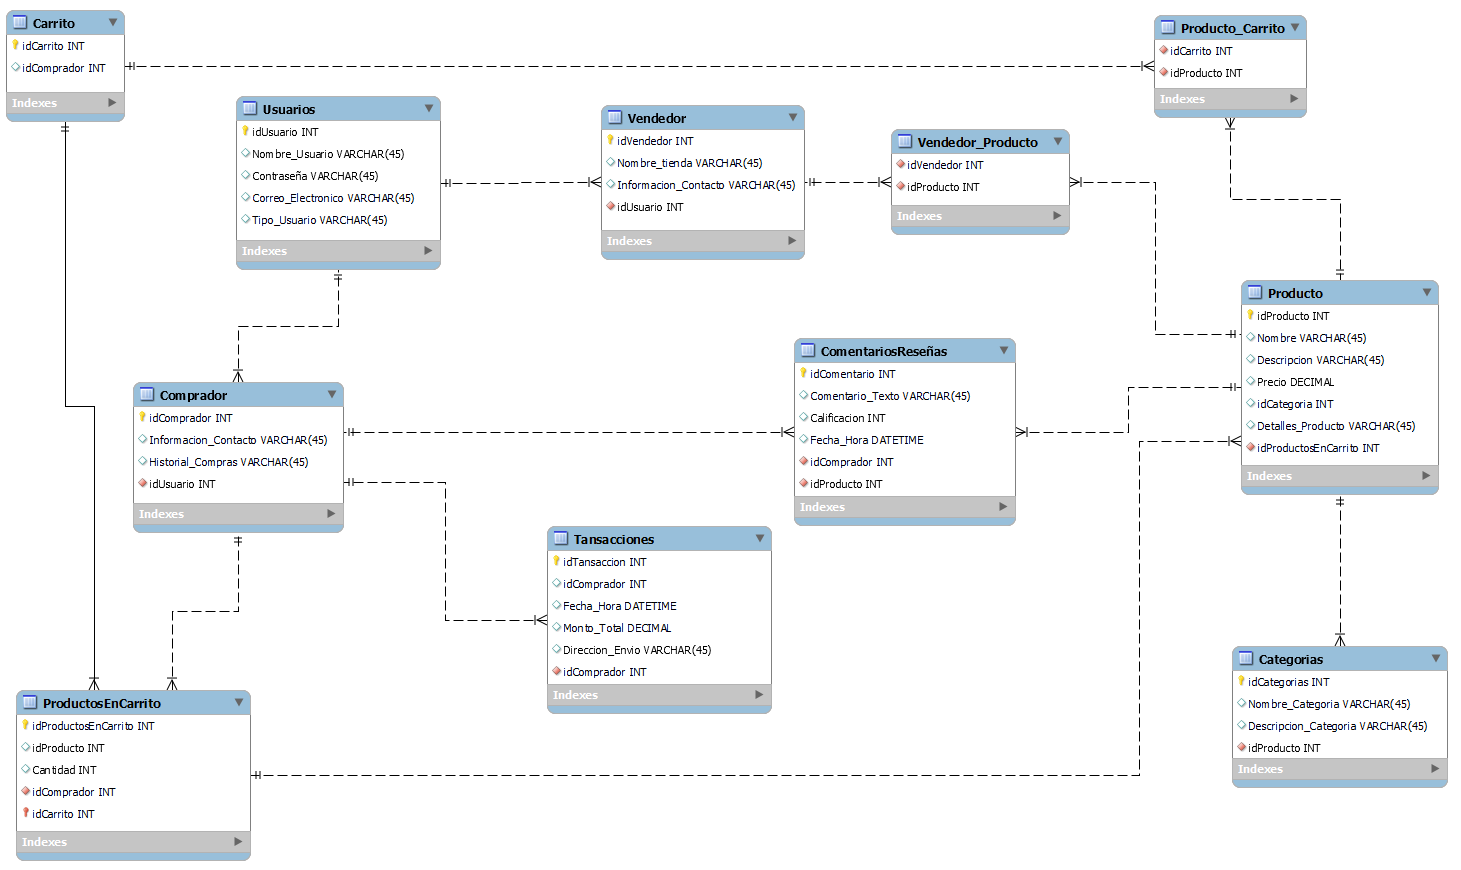 Carrito
idCarrito INT
idComprador INT
Indexes
Producto_Carrito
idCarrito INT
idProducto INT
Indexes
Usuarios
idUsuario INT
Nombre_Usuario VARCHAR(45)
Contraseña VARCHAR(45)
Correo_Electronico VARCHAR(45)
Tipo_Usuario VARCHAR(45)
Indexes
Vendedor
idVendedor INT
Nombre_tienda VARCHAR(45)
Informacion_Contacto VARCHAR(45)
idUsuario INT
Indexes
Vendedor_Producto
idVendedor INT
idProducto INT
Indexes
Producto
idProducto INT
Nombre VARCHAR(45)
Descripcion VARCHAR(45)
Precio DECIMAL
idCategoria INT
Detalles_Producto VARCHAR(45)
idProductosEnCarrito INT
Indexes
ComentariosReseñas
idComentario INT
Comentario_Texto VARCHAR(45)
Calificacion INT
Fecha_Hora DATETIME
idComprador INT
idProducto INT
Indexes
Comprador
idComprador INT
Informacion_Contacto VARCHAR(45)
Historial_Compras VARCHAR(45)
idUsuario INT
Indexes
Tansacciones
idTansaccion INT
idComprador INT
Fecha_Hora DATETIME
Monto_Total DECIMAL
Direccion_Envio VARCHAR(45)
idComprador INT
Indexes
Categorias
idCategorias INT
Nombre_Categoria VARCHAR(45)
Descripcion_Categoria VARCHAR(45)
idProducto INT
Indexes
ProductosEnCarrito
idProductosEnCarrito INT
idProducto INT
Cantidad INT
idComprador INT
idCarrito INT
Indexes